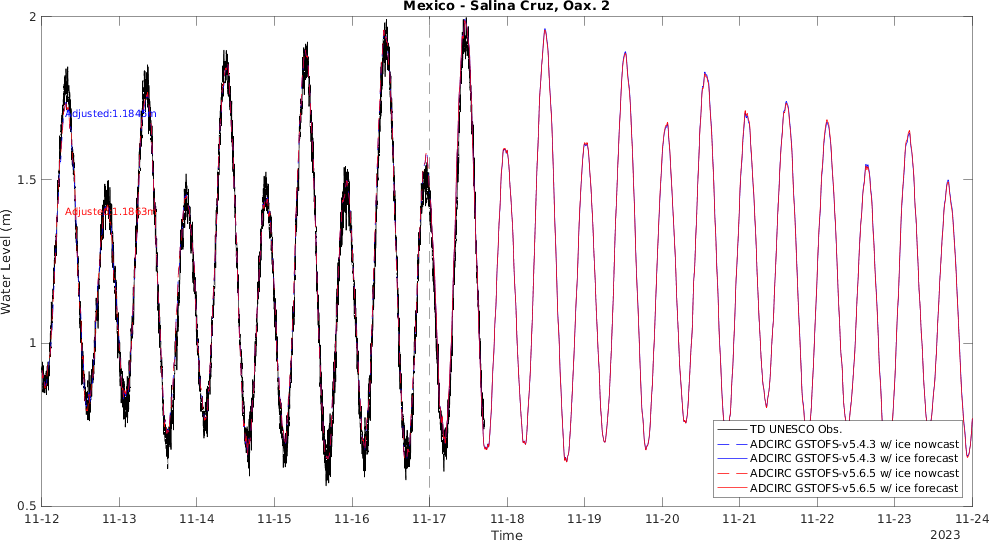 Mexico - Salina Cruz, Oax. 2
2
1.5
1
0.5
Water Level (m)
Adjusted:1.1843m
Adjusted:1.1863m
11-12 11-13 11-14 11-15 11-16 11-17 11-18 11-19 11-20 11-21 11-22 11-23 11-24
Time
2023
TD UNESCO Obs.
ADCIRC GSTOFS-v5.4.3 w/ ice nowcast
ADCIRC GSTOFS-v5.4.3 w/ ice forecast
ADCIRC GSTOFS-v5.6.5 w/ ice nowcast
ADCIRC GSTOFS-v5.6.5 w/ ice forecast